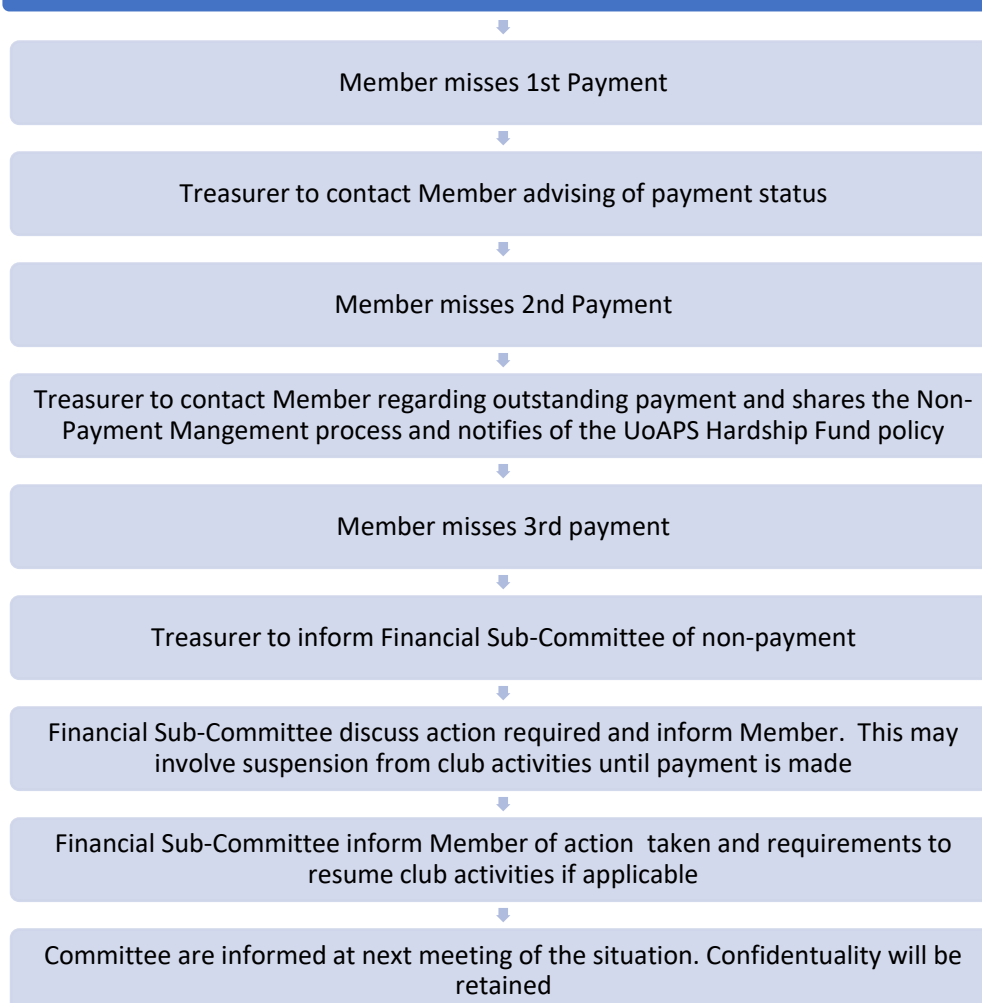 Member misses 1st Payment
Treasurer to contact Member advising of payment status
Member misses 2nd Payment
Treasurer to contact Member regarding outstanding payment and shares the Non-
Payment Mangement process and notifies of the UoAPS Hardship Fund policy
Member misses 3rd payment
Treasurer to inform Financial Sub-Committee of non-payment
Financial Sub-Committee discuss action required and inform Member.  This may
involve suspension from club activities until payment is made
Financial Sub-Committee inform Member of action  taken and requirements to
resume club activities if applicable
Committee are informed at next meeting of the situation. Confidentuality will be
retained